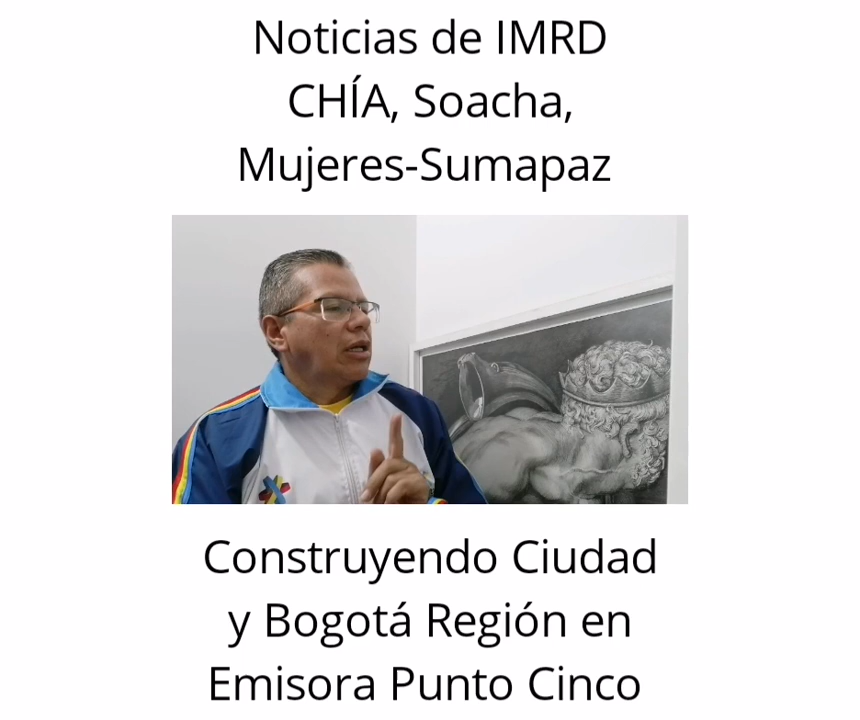 Noticias de IMRD
CHÍA, Soacha,
Mujeres-Sumapaz
Construyendo Ciudad
y Bogotá Región en
Emisora Punto Cinco